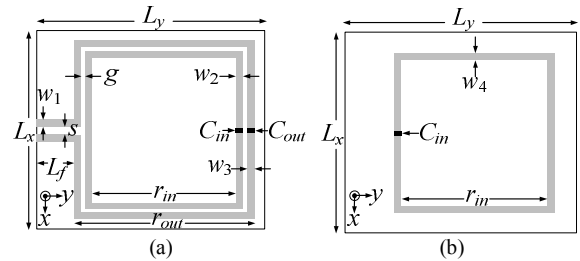 L_y
L_y
g
w_2
w_4
w_1
L_x
s
C_in
C_out
L_x
C_in
L_f
w_3
r_in
r_in
y
x
r_out
y
x
(a)
(b)